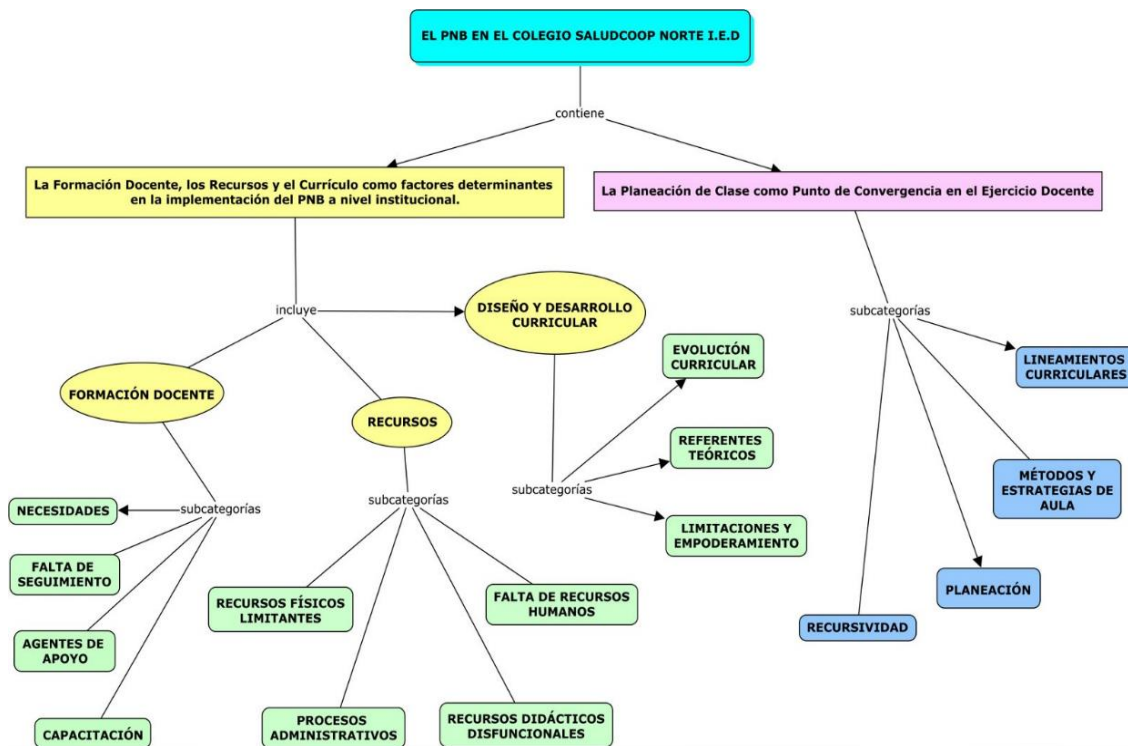 EL PNB EN EL COLEGIO SALUDCOOP NORTE I.E.D
contiene
La Formación Docente, los Recursos y el Currículo como factores determinantes
en la implementación del PNB a nivel institucional.
La Planeación de Clase como Punto de Convergencia en el Ejercicio Docente
incluye
DISEÑO Y DESARROLLO
CURRICULAR
FORMACIÓN DOCENTE
RECURSOS
subcategorías
NECESIDADES
FALTA DE
SEGUIMIENTO
AGENTES DE
APOYO
CAPACITACIÓN
subcategorías
RECURSOS FÍSICOS
LIMITANTES
PROCESOS
ADMINISTRATIVOS
RECURSOS DIDÁCTICOS
DISFUNCIONALES
FALTA DE RECURSOS
HUMANOS
subcategorías
EVOLUCIÓN
CURRICULAR
REFERENTES
TEÓRICOS
LIMITACIONES Y
EMPODERAMIENTO
subcategorías
LINEAMIENTOS
CURRICULARES
MÉTODOS Y
ESTRATEGIAS DE
AULA
PLANEACIÓN
RECURSIVIDAD